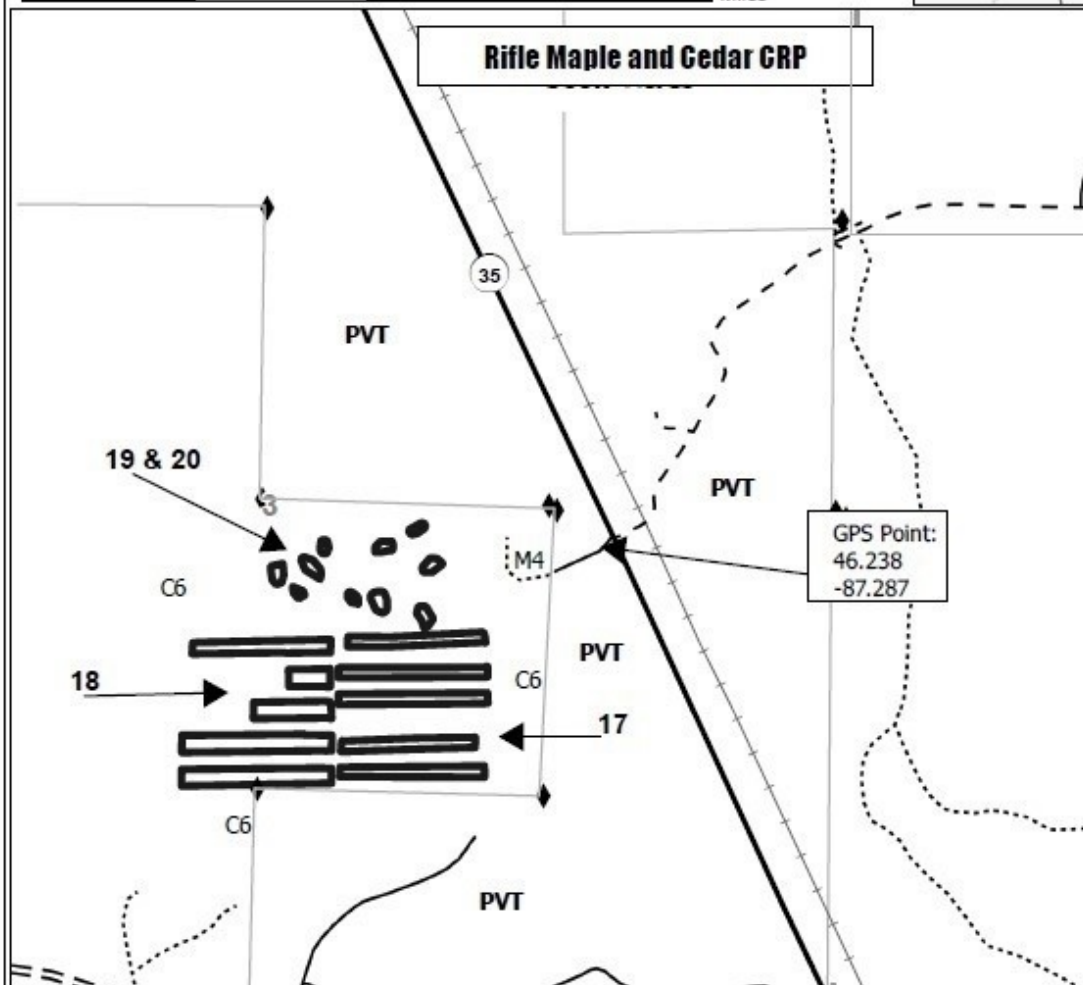 Rifle Maple and Cedar CRP
35
PVT
19 & 20
3
PVT
GPS Point:
46.238
-87.287
M4
C6
PVT
C6
18
17
C6
PVT